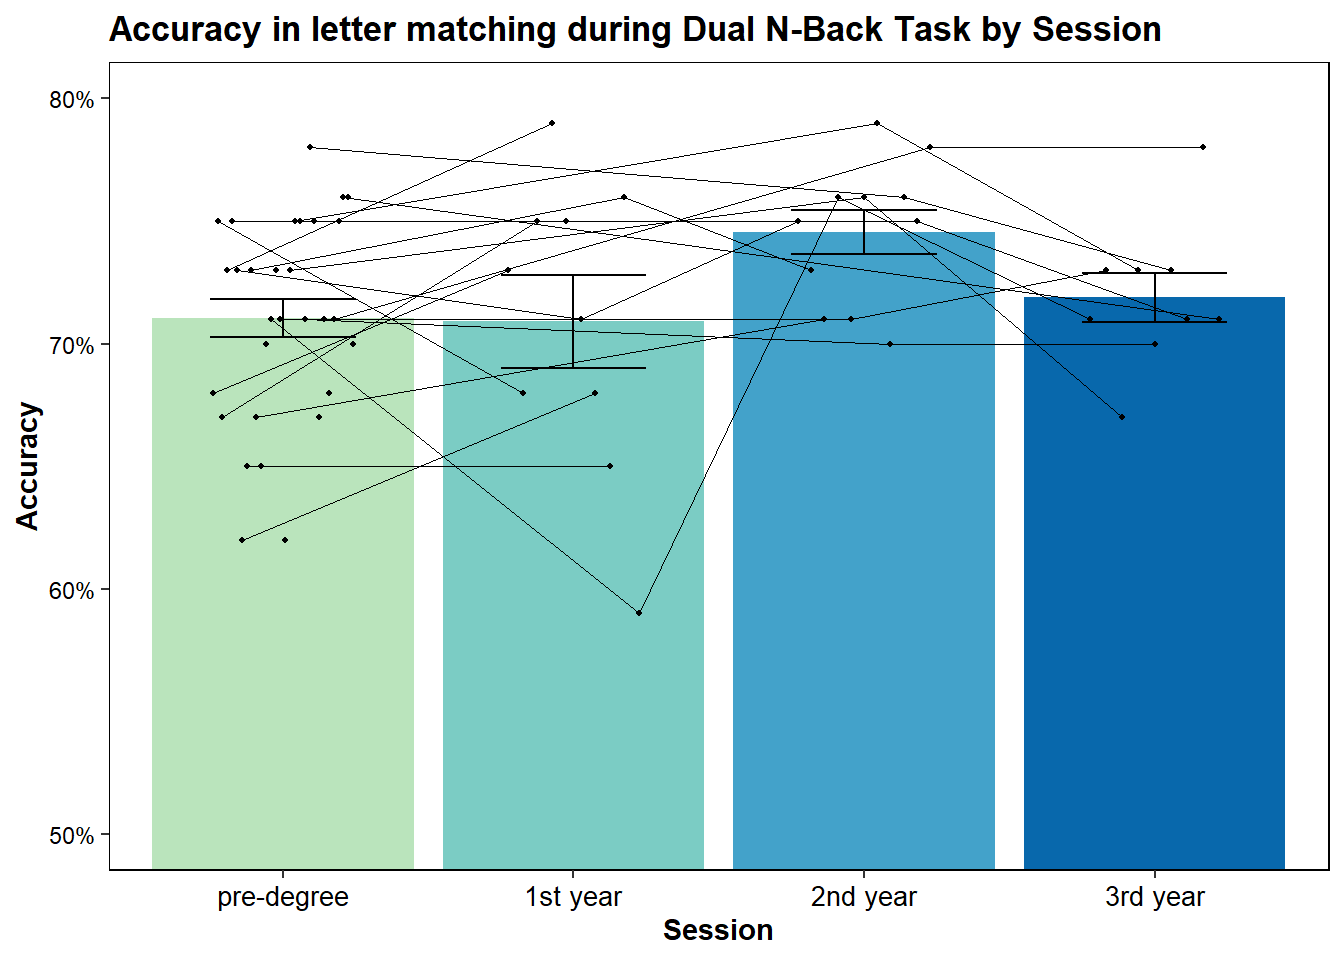 Accuracy in letter matching during Dual N-Back Task by Session
80%
70%
60%
50%
Accuracy
pre-degree
1st year
2nd year
3rd year
Session